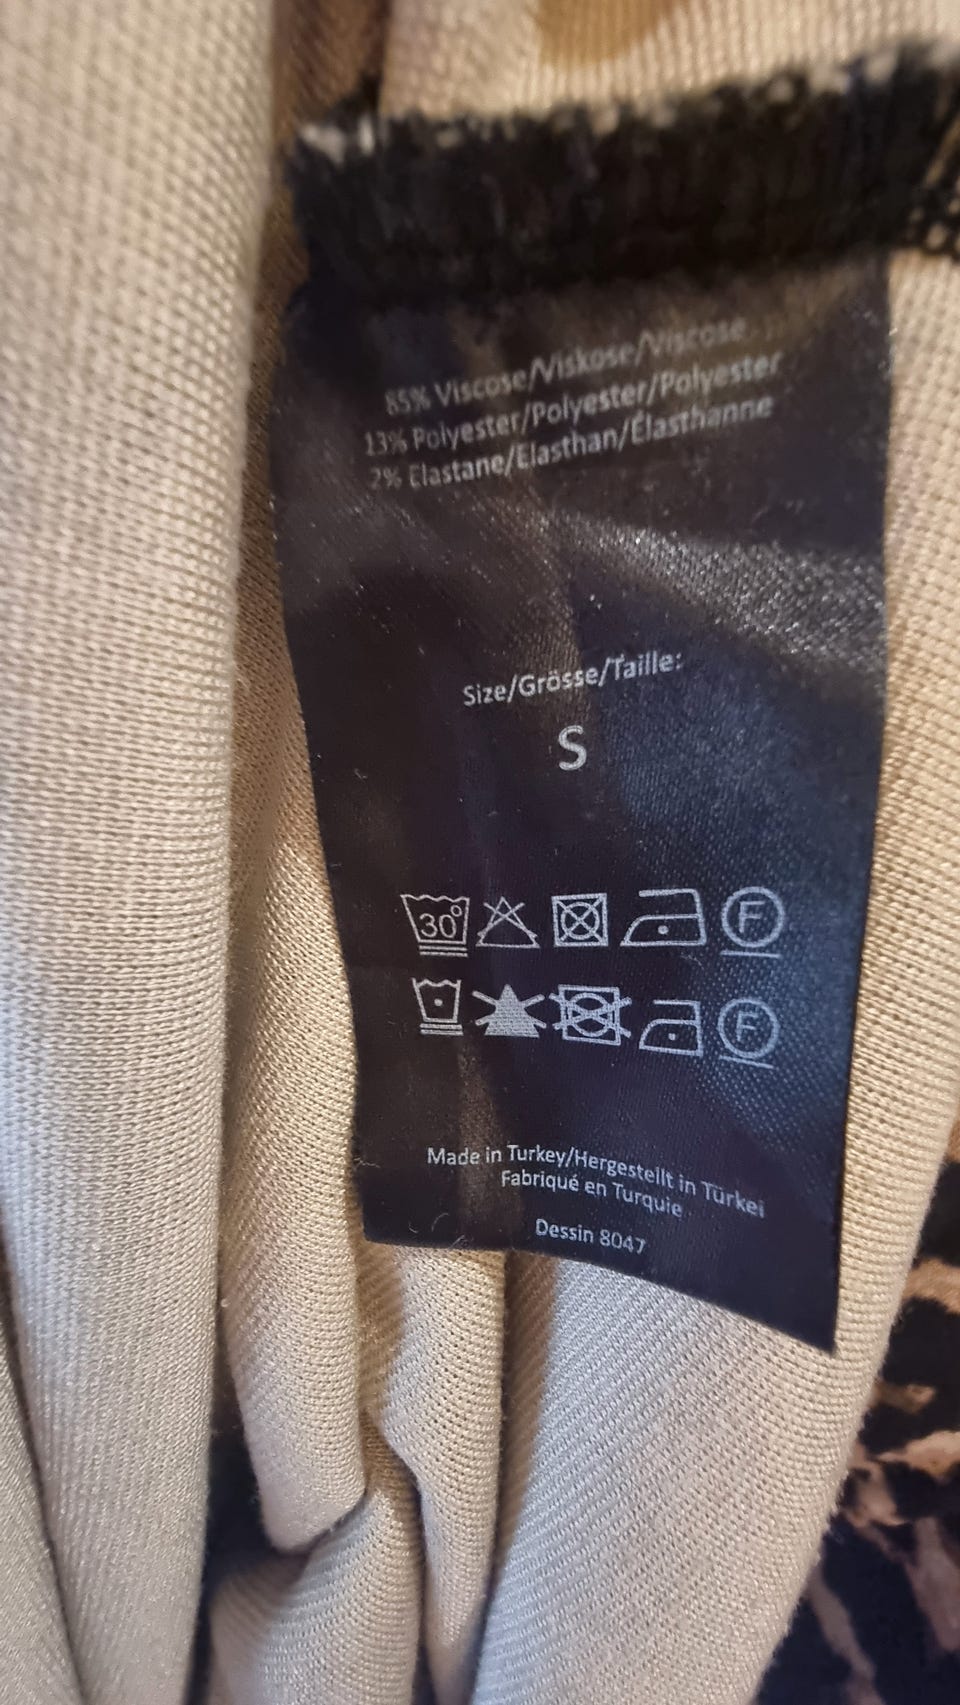 85% Viscose/Viskose/Viscose
13% Polyester/Polyester/Polyester
2% Elastane/Elasthan/Élasthanne
Size/Grösse/Taille:
S
30° F
F
Made in Turkey/Hergestellt in Türkei
Fabriqué en Turquie
Dessin 8047